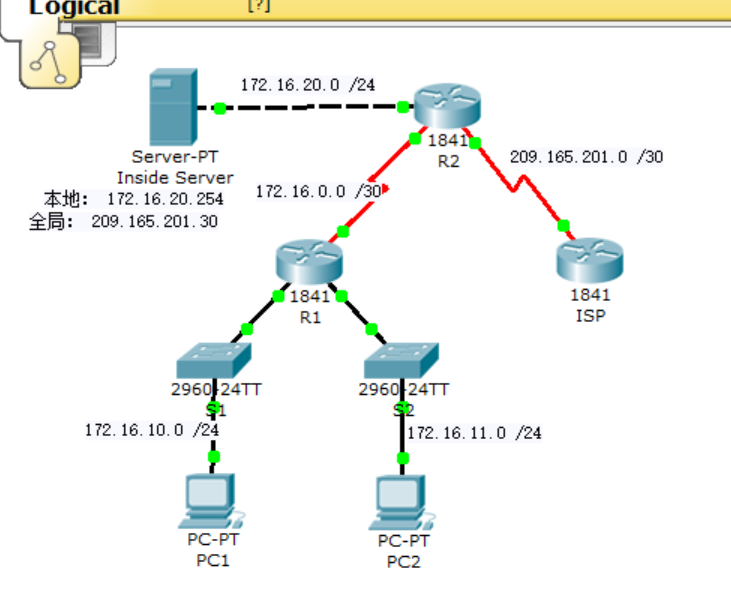 Logical
[?]
172.16.20.0 /24
1841
R2
Server-PT
Inside Server
209.165.201.0 /30
本地: 172.16.20.254
172.16.0.0 /30
全局: 209.165.201.30
1841
R1
1841
ISP
2960-24TT
S1
2960-24TT
S2
172.16.10.0 /24
172.16.11.0 /24
PC-PT
PC1
PC-PT
PC2